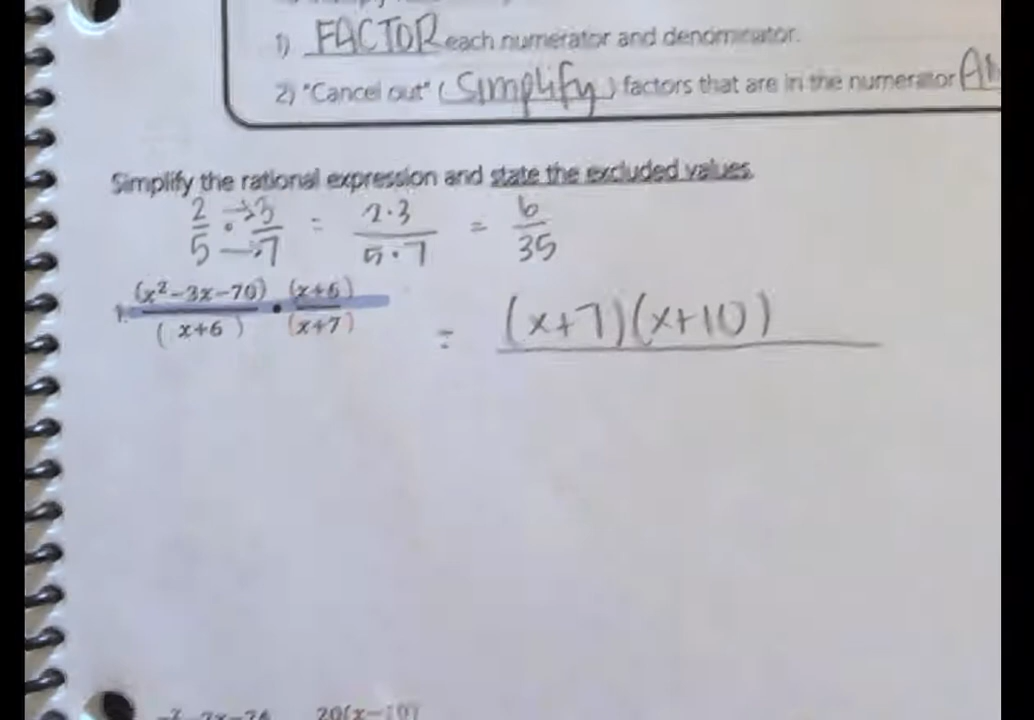 1) FACTOR each numerator and denominator.
2) "Cancel out" (Simplify) factors that are in the numerator
Simplify the rational expression and state the excluded values.
2/5 · 3/7 = 2·3/5·7 = 6/35
1. (x²-3x-70)/(x+6) · (x+6)/(x+7) = (x+7)(x+10)
20(x-10)